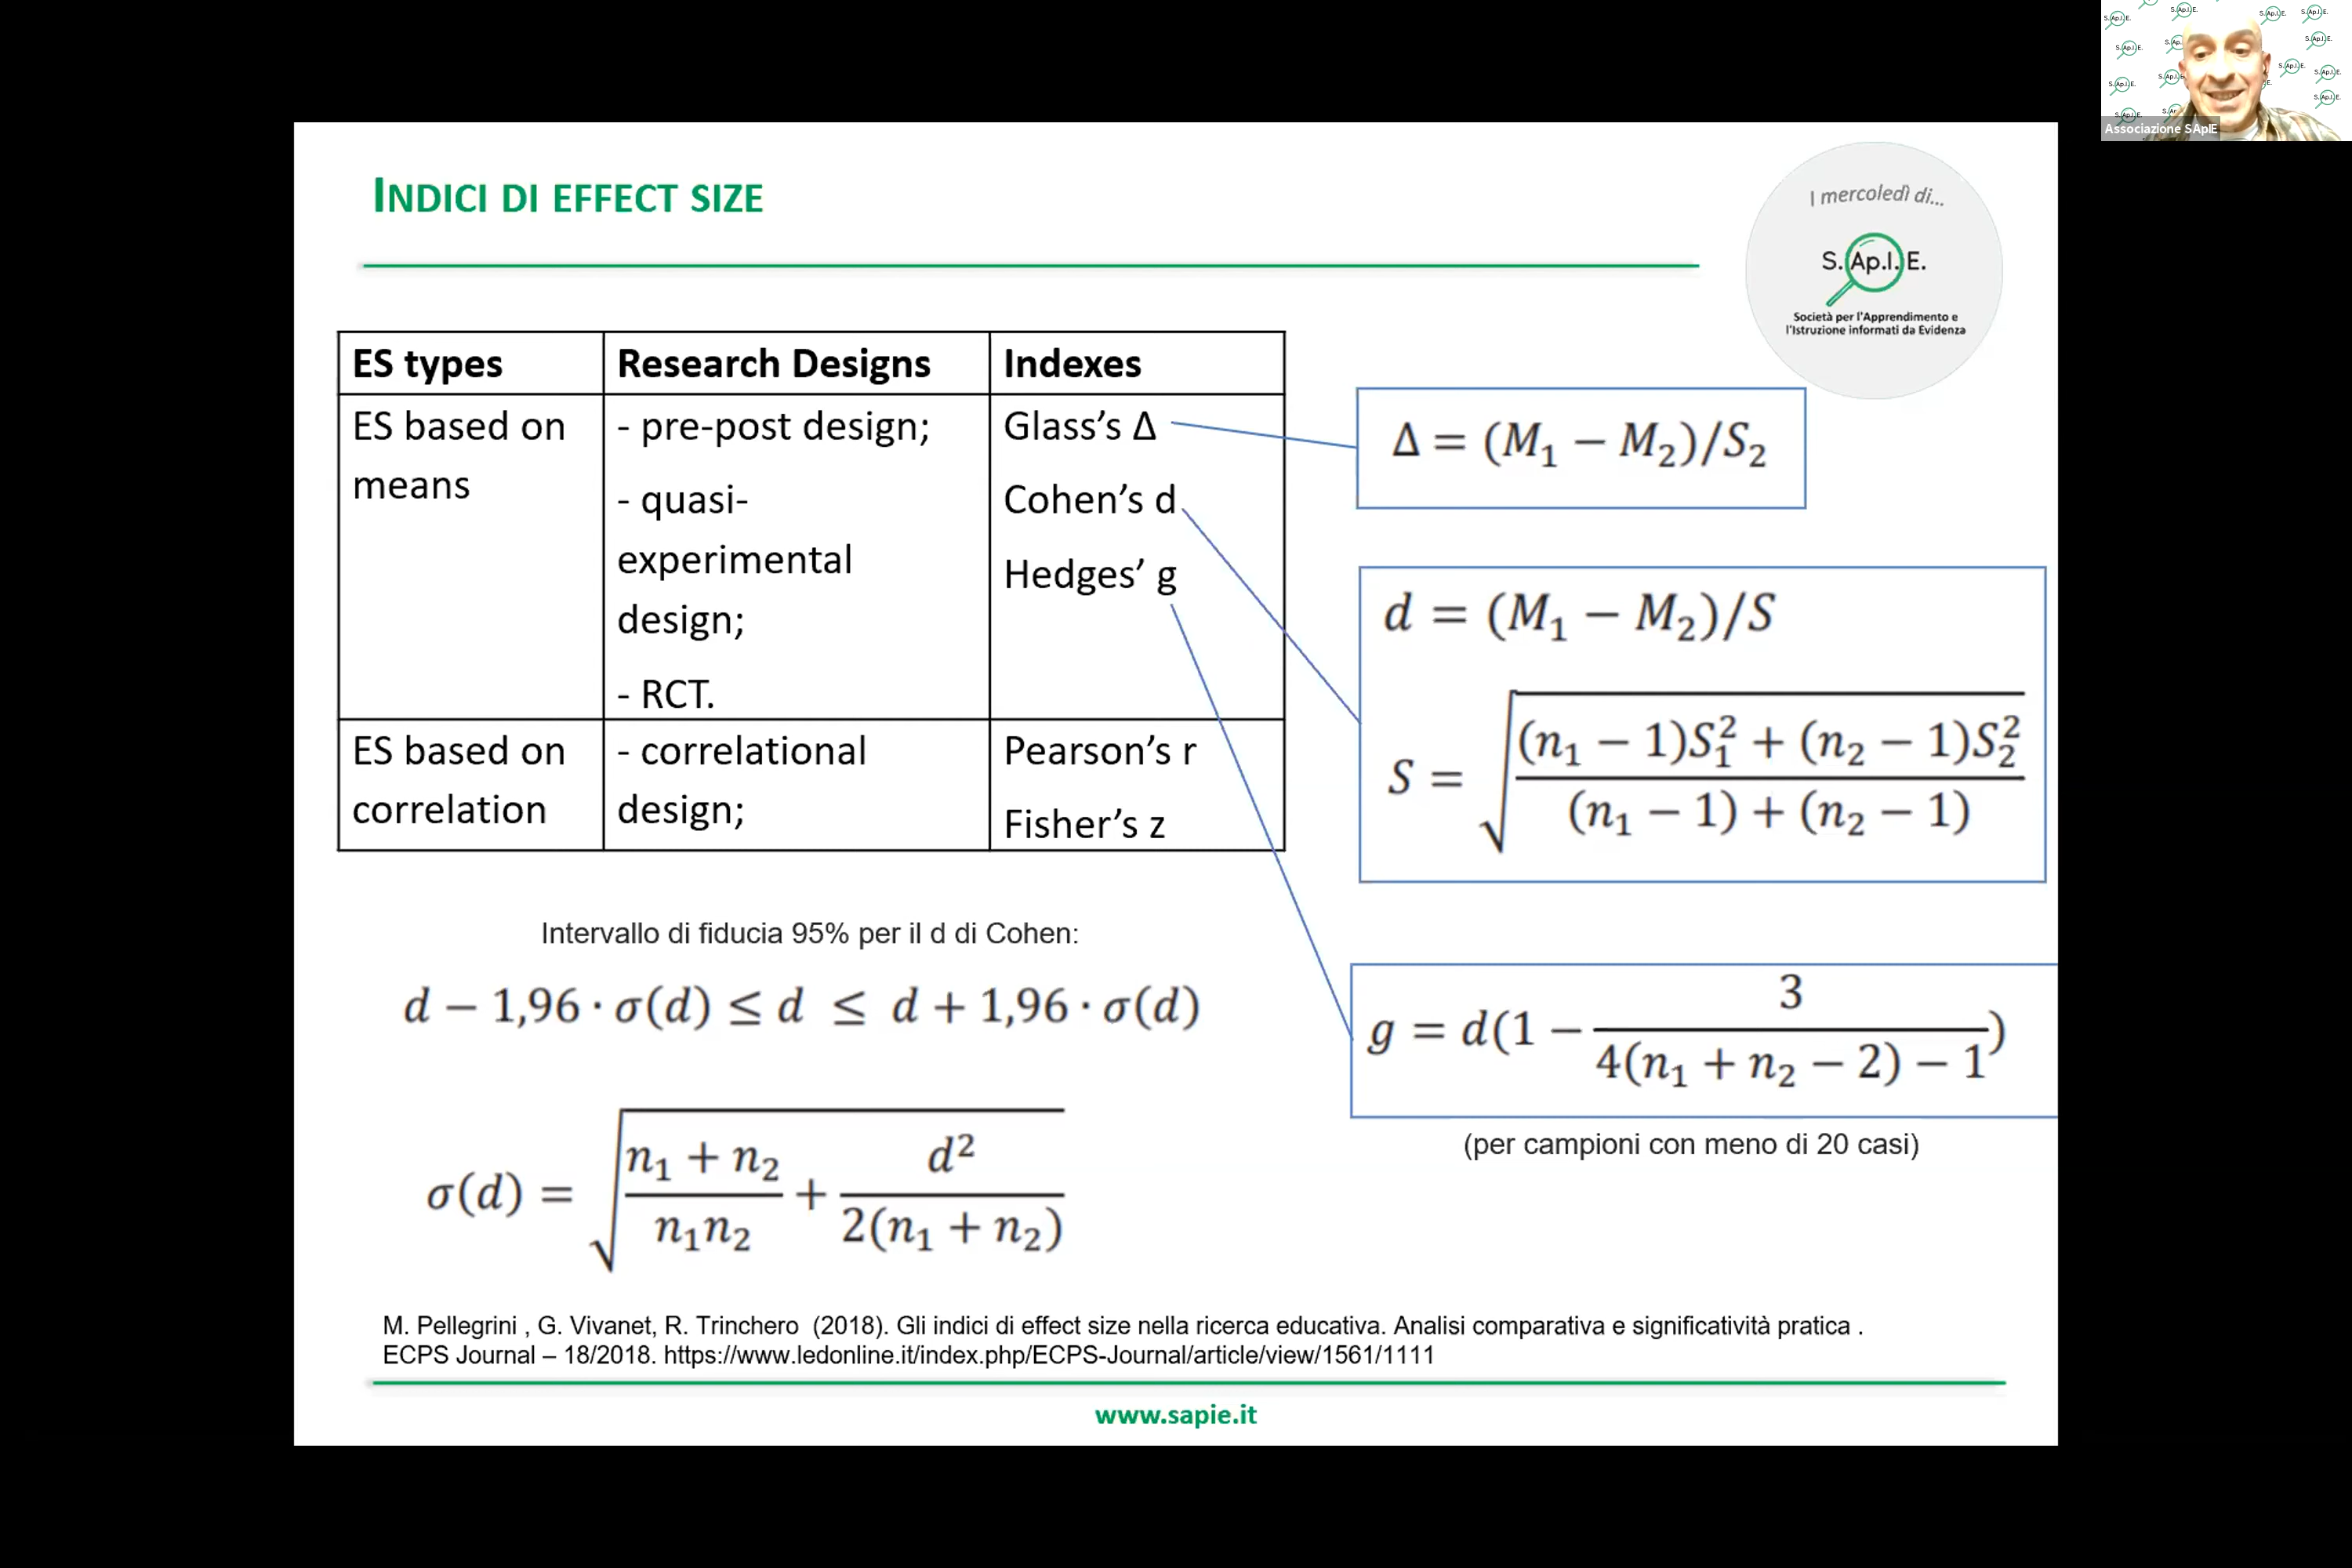 INDICI DI EFFECT SIZE
I mercoledì di...
S.Ap.I.E.
Società per l'Apprendimento e
l'Istruzione informati da Evidenza
Associazione SApIE
ES types
Research Designs
Indexes
ES based on
means
- pre-post design;
- quasi-
experimental
design;
- RCT.
Glass's Δ
Cohen's d
Hedges' g
ES based on
correlation
- correlational
design;
Pearson's r
Fisher's z
Δ = (M₁ − M₂)/S₂
d = (M₁ − M₂)/S
S = √(((n₁ − 1)S₁² + (n₂ − 1)S₂²)/((n₁ − 1) + (n₂ − 1)))
g = d(1 − 3/(4(n₁ + n₂ − 2) − 1))
(per campioni con meno di 20 casi)
Intervallo di fiducia 95% per il d di Cohen:
d − 1,96 · σ(d) ≤ d ≤ d + 1,96 · σ(d)
σ(d) = √((n₁ + n₂)/(n₁n₂) + d²/(2(n₁ + n₂)))
M. Pellegrini , G. Vivanet, R. Trinchero (2018). Gli indici di effect size nella ricerca educativa. Analisi comparativa e significatività pratica .
ECPS Journal – 18/2018. https://www.ledonline.it/index.php/ECPS-Journal/article/view/1561/1111
www.sapie.it